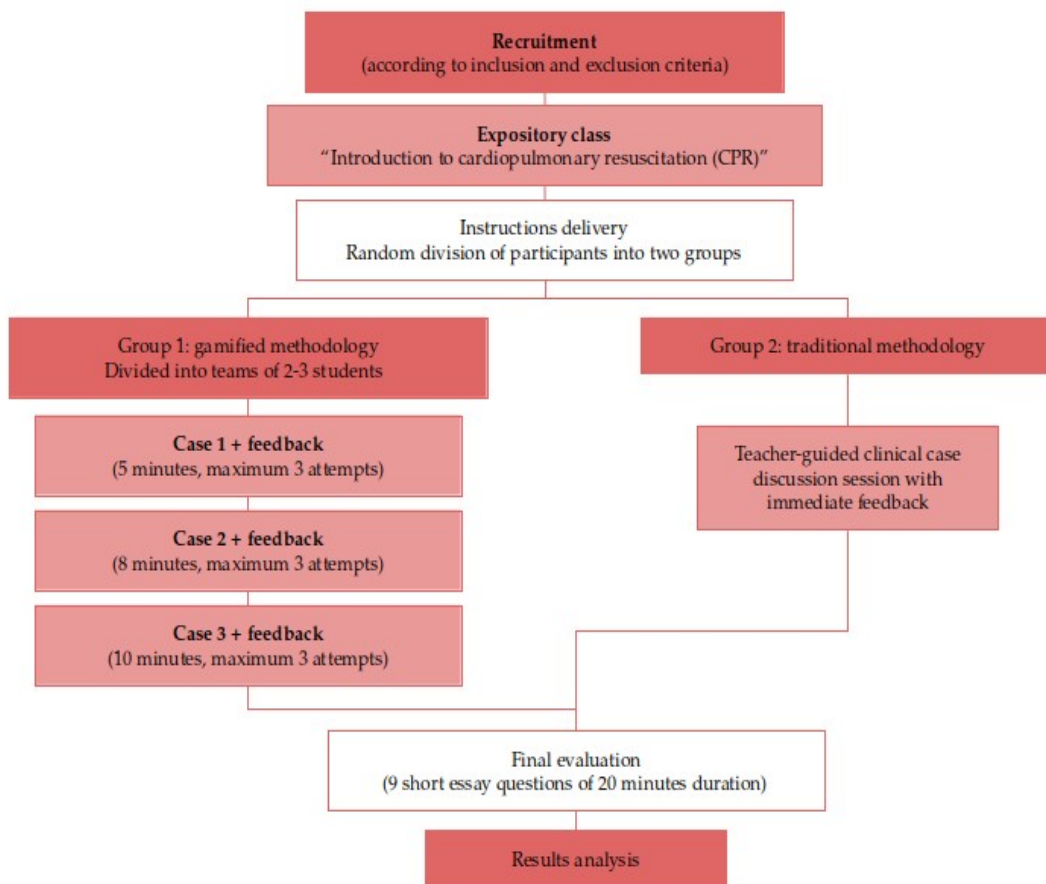 Recruitment
(according to inclusion and exclusion criteria)
Expository class
“Introduction to cardiopulmonary resuscitation (CPR)”
Instructions delivery
Random division of participants into two groups
Group 1: gamified methodology
Divided into teams of 2-3 students
Group 2: traditional methodology
Case 1 + feedback
(5 minutes, maximum 3 attempts)
Teacher-guided clinical case
discussion session with
immediate feedback
Case 2 + feedback
(8 minutes, maximum 3 attempts)
Case 3 + feedback
(10 minutes, maximum 3 attempts)
Final evaluation
(9 short essay questions of 20 minutes duration)
Results analysis